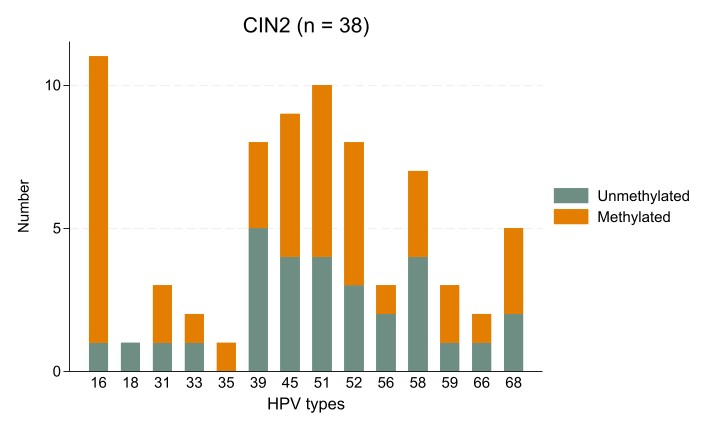 CIN2 (n = 38)
Number
10
5
0
16 18 31 33 35 39 45 51 52 56 58 59 66 68
HPV types
Unmethylated
Methylated